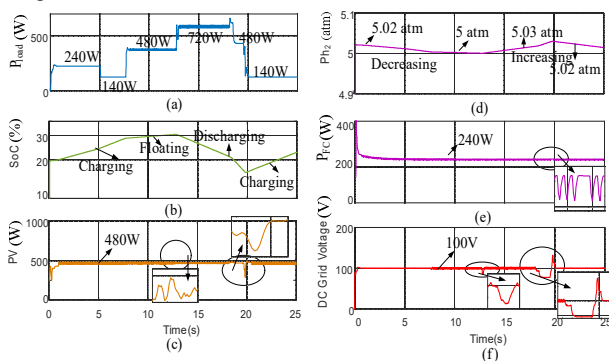 P_load (W)
500
0
240W
140W
480W
720W
480W
140W
(a)
SoC (%)
30
20
10
Charging
Floating
Discharging
Charging
(b)
PV (W)
1000
500
0
480W
0 5 10 15 20 25
Time(s)
(c)
Ph₂ (atm)
5.1
5
4.9
5.02 atm
Decreasing
5 atm
5.03 atm
Increasing
5.02 atm
(d)
P_FC (W)
400
200
0
240W
(e)
DC Grid Voltage (V)
200
100
0
100V
0 5 10 15 20 25
Time(s)
(f)